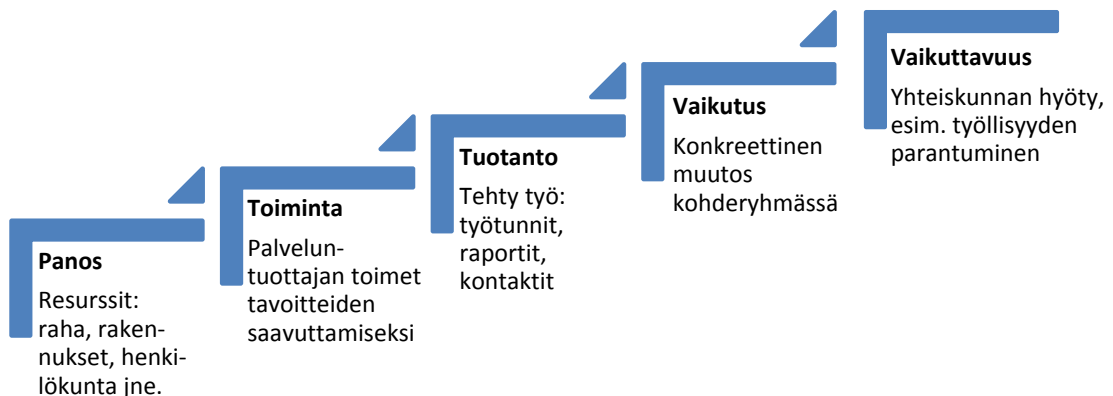 Panos
Resurssit:
raha, raken-
nukset, henki-
lökunta jne.
Toiminta
Palvelun-
tuottajan toimet
tavoitteiden
saavuttamiseksi
Tuotanto
Tehty työ:
työtunnit,
raportit,
kontaktit
Vaikutus
Konkreettinen
muutos
kohderyhmässä
Vaikuttavuus
Yhteiskunnan hyöty,
esim. työllisyyden
parantuminen